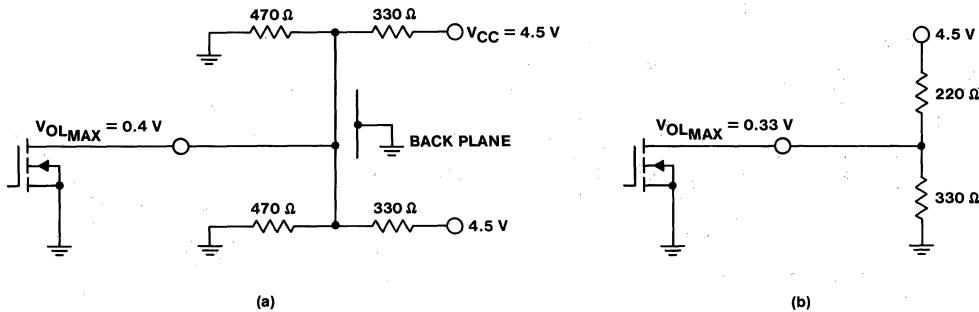 470 Ω
330 Ω
VCC = 4.5 V
VOLMAX = 0.4 V
BACK PLANE
470 Ω
330 Ω
4.5 V
(a)
4.5 V
220 Ω
VOLMAX = 0.33 V
330 Ω
(b)